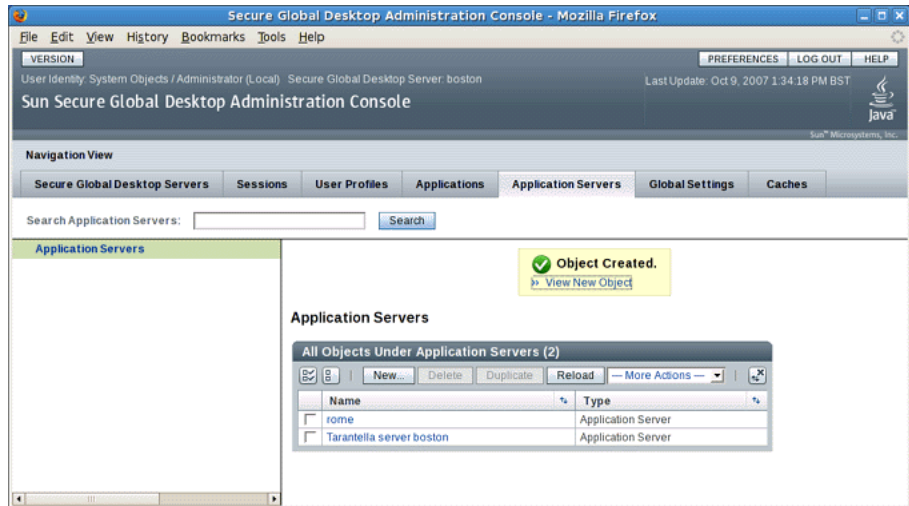 Secure Global Desktop Administration Console - Mozilla Firefox
File Edit View History Bookmarks Tools Help
VERSION PREFERENCES LOG OUT HELP
User Identity: System Objects / Administrator (Local) Secure Global Desktop Server: boston Last Update: Oct 9, 2007 1:34:18 PM BST
Sun Secure Global Desktop Administration Console
Java
Sun™ Microsystems, Inc.
Navigation View
Secure Global Desktop Servers Sessions User Profiles Applications Application Servers Global Settings Caches
Search Application Servers: Search
Application Servers
Object Created.
» View New Object
Application Servers
All Objects Under Application Servers (2)
New... Delete Duplicate Reload — More Actions —
Name Type
rome Application Server
Tarantella server boston Application Server